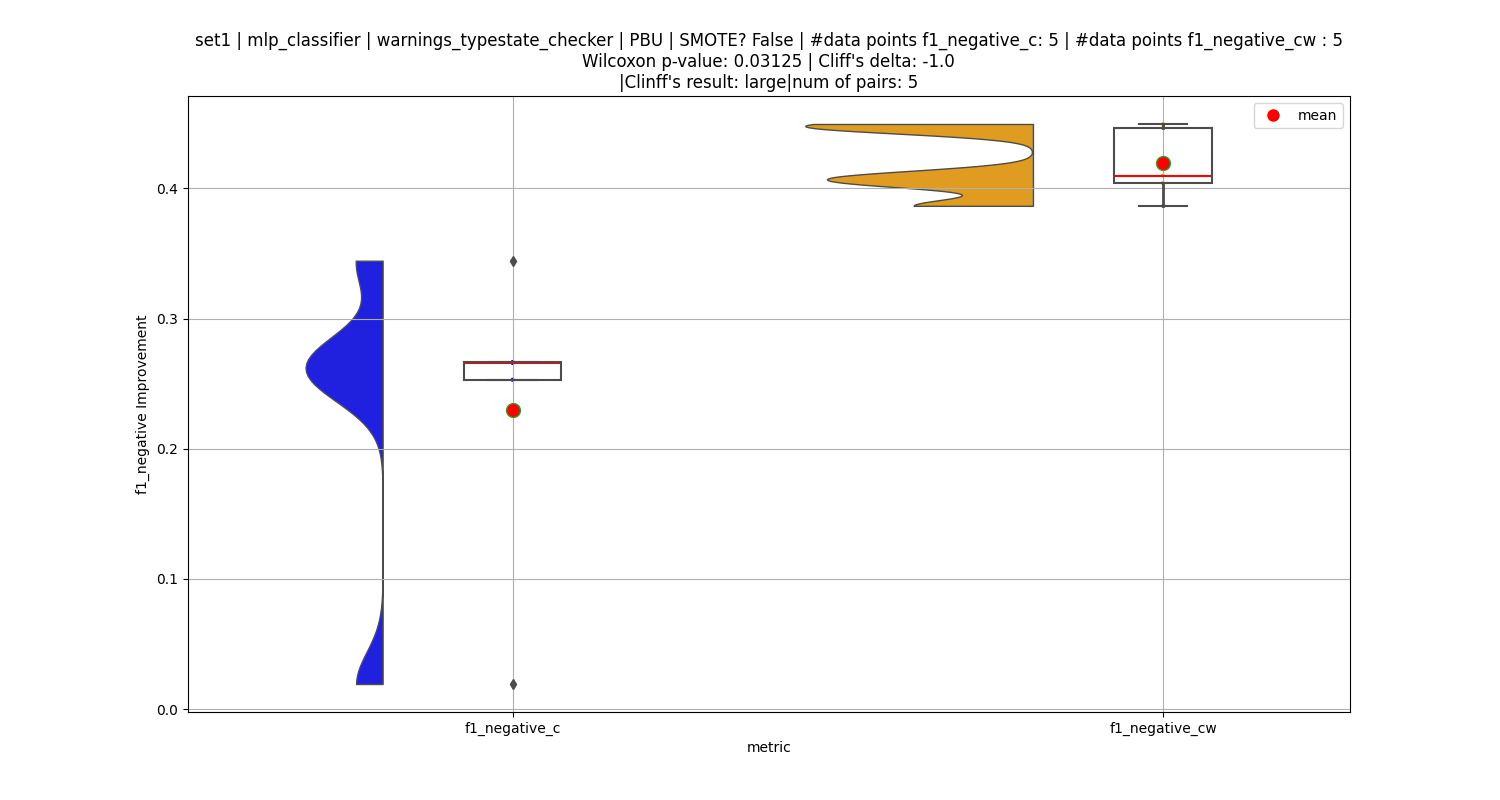 set1 | mlp_classifier | warnings_typestate_checker | PBU | SMOTE? False | #data points f1_negative_c: 5 | #data points f1_negative_cw : 5
Wilcoxon p-value: 0.03125 | Cliff's delta: -1.0
|Clinff's result: large|num of pairs: 5
mean
0.4
0.3
0.2
0.1
0.0
f1_negative Improvement
f1_negative_c
f1_negative_cw
metric